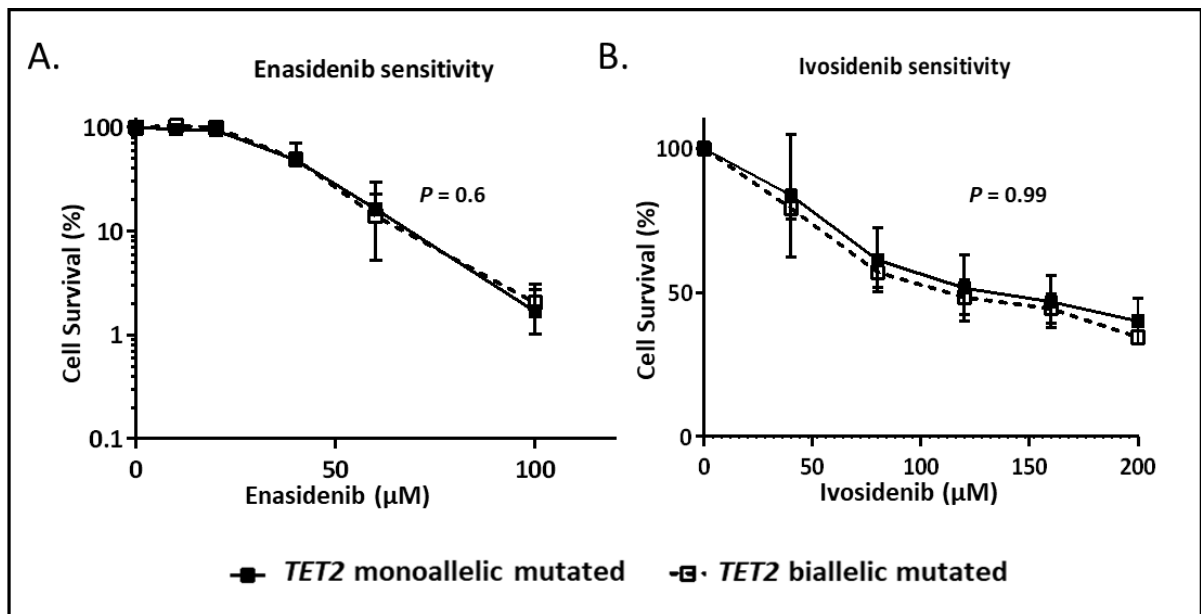 A.
Enasidenib sensitivity
Cell Survival (%)
100
10
1
0.1
P = 0.6
0 50 100
Enasidenib (µM)
B.
Ivosidenib sensitivity
Cell Survival (%)
100
50
0
P = 0.99
0 50 100 150 200
Ivosidenib (µM)
TET2 monoallelic mutated
TET2 biallelic mutated